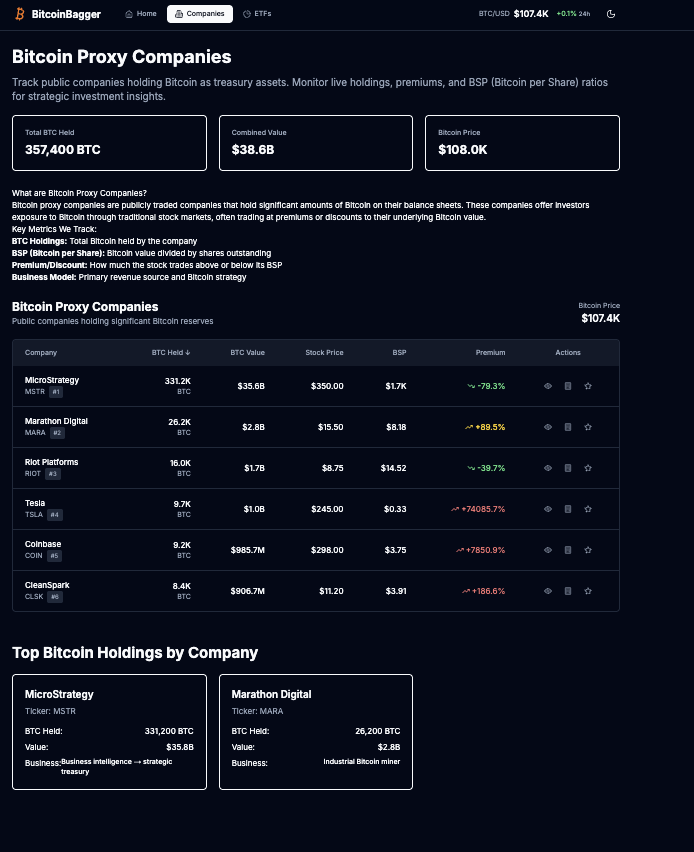 BitcoinBagger
Home
Companies
ETFs
BTC/USD $107.4K +0.1% 24h
Bitcoin Proxy Companies
Track public companies holding Bitcoin as treasury assets. Monitor live holdings, premiums, and BSP (Bitcoin per Share) ratios
for strategic investment insights.
Total BTC Held
357,400 BTC
Combined Value
$38.6B
Bitcoin Price
$108.0K
What are Bitcoin Proxy Companies?
Bitcoin proxy companies are publicly traded companies that hold significant amounts of Bitcoin on their balance sheets. These companies offer investors
exposure to Bitcoin through traditional stock markets, often trading at premiums or discounts to their underlying Bitcoin value.
Key Metrics We Track:
BTC Holdings: Total Bitcoin held by the company
BSP (Bitcoin per Share): Bitcoin value divided by shares outstanding
Premium/Discount: How much the stock trades above or below its BSP
Business Model: Primary revenue source and Bitcoin strategy
Bitcoin Proxy Companies
Public companies holding significant Bitcoin reserves
Bitcoin Price
$107.4K
Company BTC Held ↓ BTC Value Stock Price BSP Premium Actions
MicroStrategy 331.2K $35.6B $350.00 $1.7K -79.3%
MSTR #1 BTC
Marathon Digital 26.2K $2.8B $15.50 $8.18 +89.5%
MARA #2 BTC
Riot Platforms 16.0K $1.7B $8.75 $14.52 -39.7%
RIOT #3 BTC
Tesla 9.7K $1.0B $245.00 $0.33 +74085.7%
TSLA #4 BTC
Coinbase 9.2K $985.7M $298.00 $3.75 +7850.9%
COIN #5 BTC
CleanSpark 8.4K $906.7M $11.20 $3.91 +186.6%
CLSK #6 BTC
Top Bitcoin Holdings by Company
MicroStrategy
Ticker: MSTR
BTC Held: 331,200 BTC
Value: $35.8B
Business: Business intelligence → strategic
treasury
Marathon Digital
Ticker: MARA
BTC Held: 26,200 BTC
Value: $2.8B
Business: Industrial Bitcoin miner